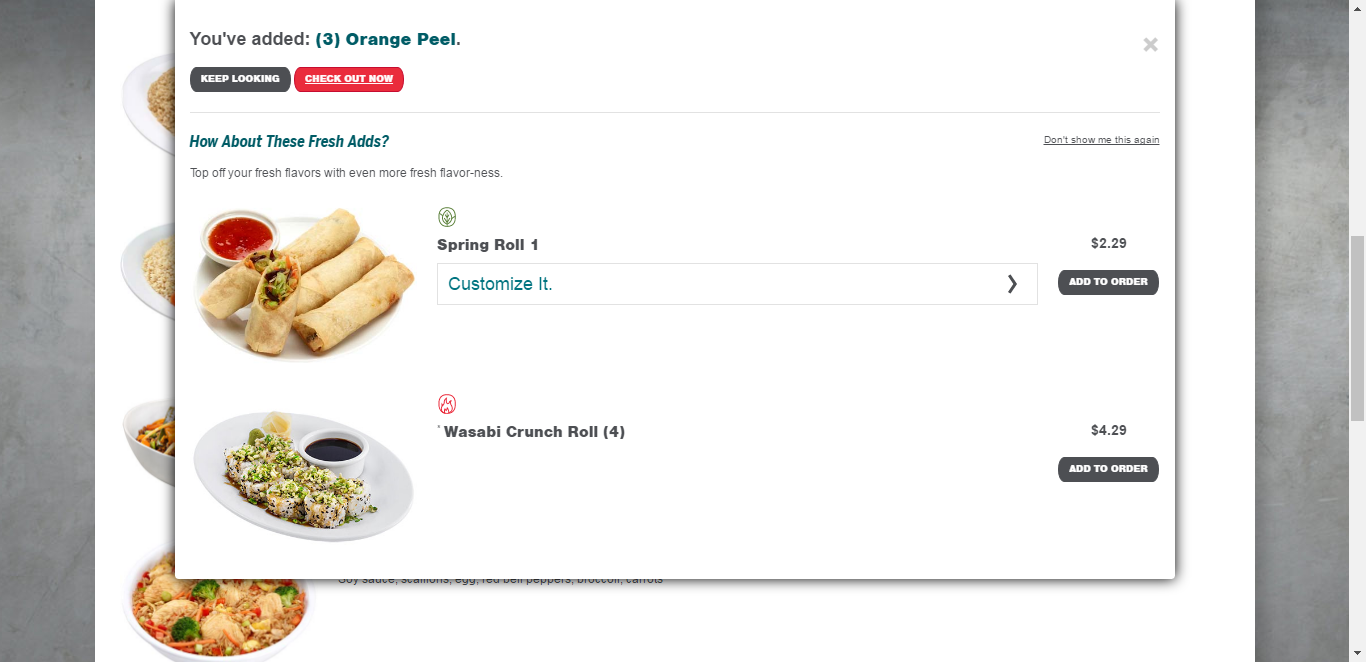 You've added: (3) Orange Peel.
KEEP LOOKING CHECK OUT NOW
How About These Fresh Adds?
Don't show me this again
Top off your fresh flavors with even more fresh flavor-ness.
Spring Roll 1
$2.29
Customize It.
ADD TO ORDER
* Wasabi Crunch Roll (4)
$4.29
ADD TO ORDER
Soy sauce, scallions, egg, red bell peppers, broccoli, carrots